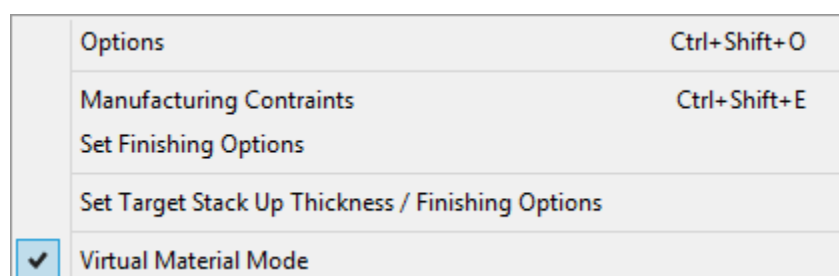 Options Ctrl+Shift+O
Manufacturing Contraints Ctrl+Shift+E
Set Finishing Options
Set Target Stack Up Thickness / Finishing Options
Virtual Material Mode